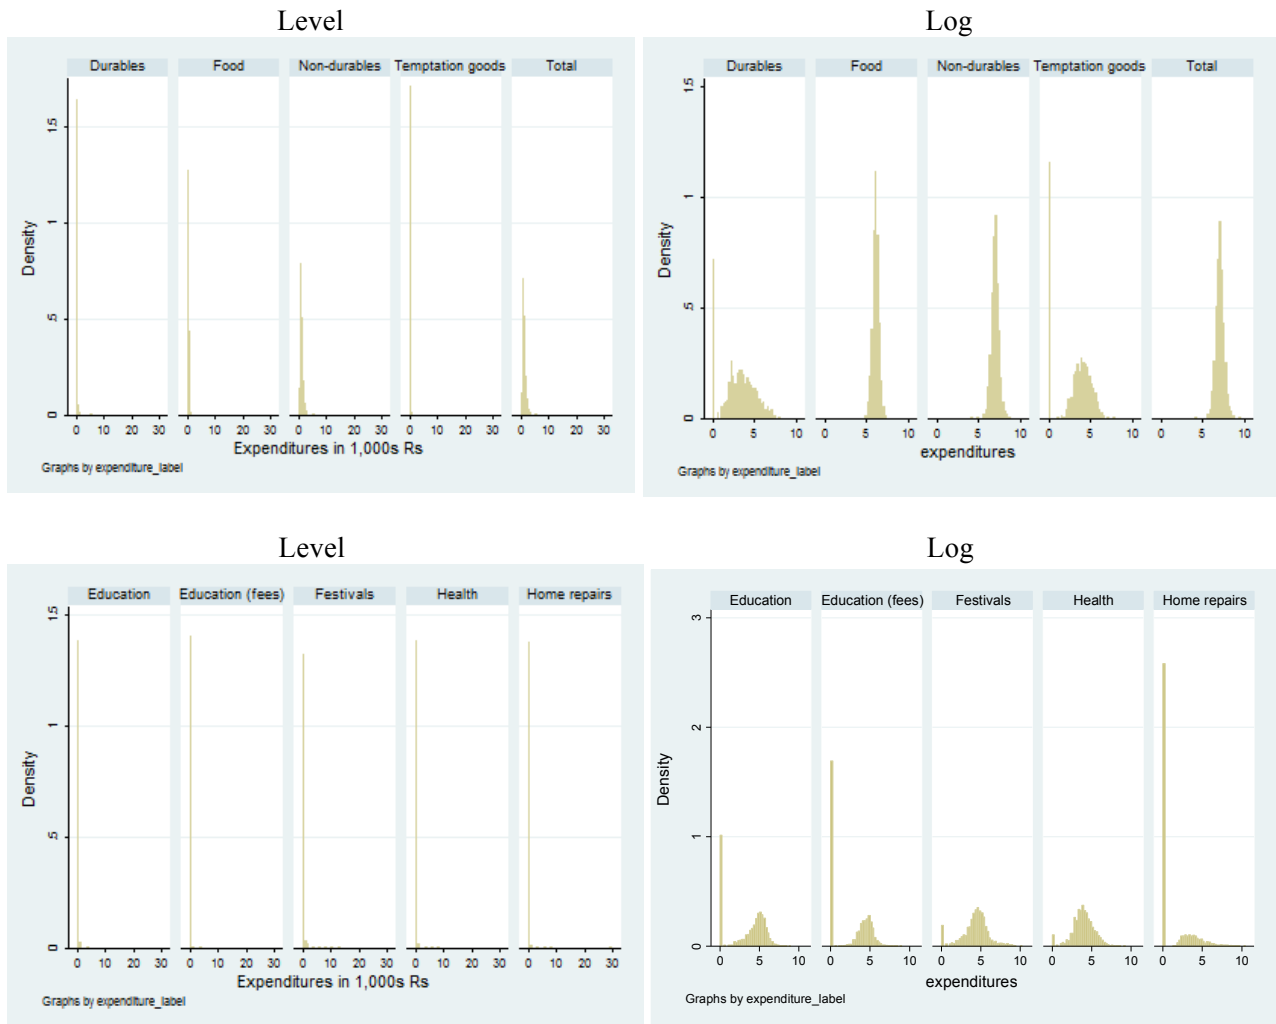 Level
Durables Food Non-durables Temptation goods Total
Density
0 .5 1 1.5
0 10 20 30 0 10 20 30 0 10 20 30 0 10 20 30 0 10 20 30
Expenditures in 1,000s Rs
Graphs by expenditure_label
Log
Durables Food Non-durables Temptation goods Total
Density
0 .5 1 1.5
0 5 10 0 5 10 0 5 10 0 5 10 0 5 10
expenditures
Graphs by expenditure_label
Level
Education Education (fees) Festivals Health Home repairs
Density
0 .5 1 1.5
0 10 20 30 0 10 20 30 0 10 20 30 0 10 20 30 0 10 20 30
Expenditures in 1,000s Rs
Graphs by expenditure_label
Log
Education Education (fees) Festivals Health Home repairs
Density
0 1 2 3
0 5 10 0 5 10 0 5 10 0 5 10 0 5 10
expenditures
Graphs by expenditure_label